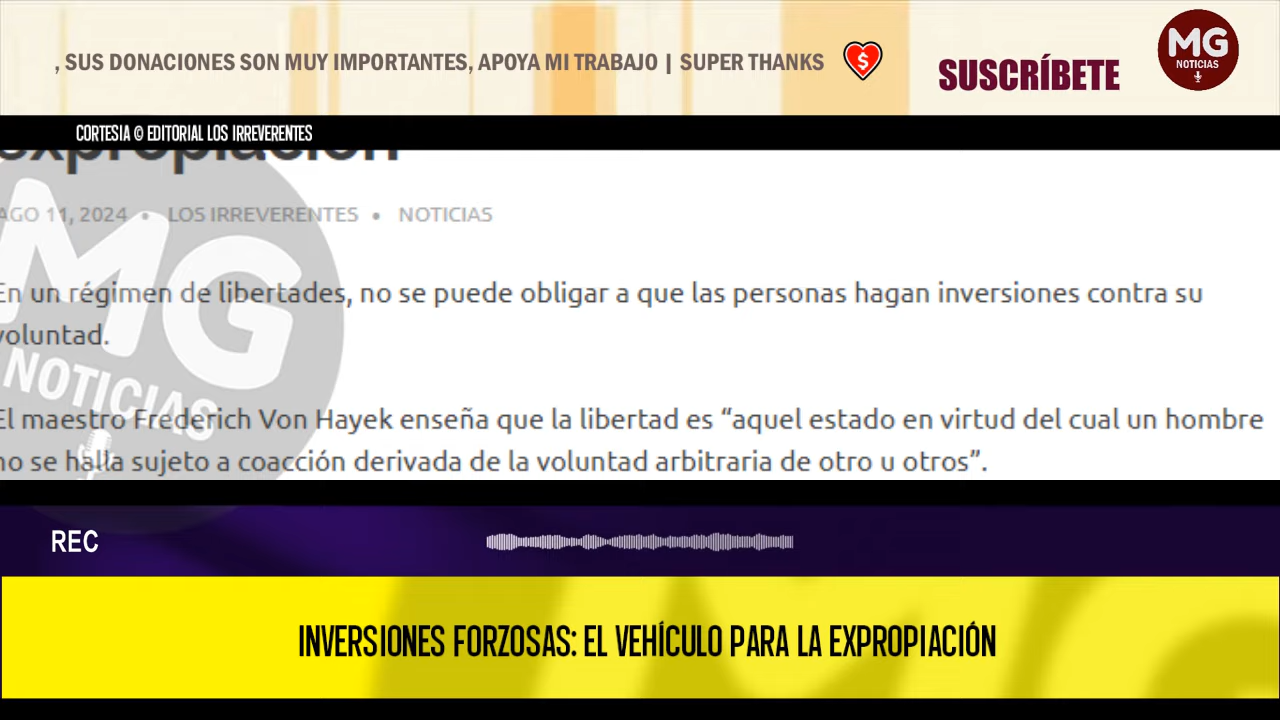 , SUS DONACIONES SON MUY IMPORTANTES, APOYA MI TRABAJO | SUPER THANKS
$
SUSCRÍBETE
MG
NOTICIAS
CORTESIA © EDITORIAL LOS IRREVERENTES
expropiación
AGO 11, 2024 • LOS IRREVERENTES • NOTICIAS
En un régimen de libertades, no se puede obligar a que las personas hagan inversiones contra su
voluntad.
El maestro Frederich Von Hayek enseña que la libertad es “aquel estado en virtud del cual un hombre
no se halla sujeto a coacción derivada de la voluntad arbitraria de otro u otros”.
MG
NOTICIAS
REC
INVERSIONES FORZOSAS: EL VEHÍCULO PARA LA EXPROPIACIÓN